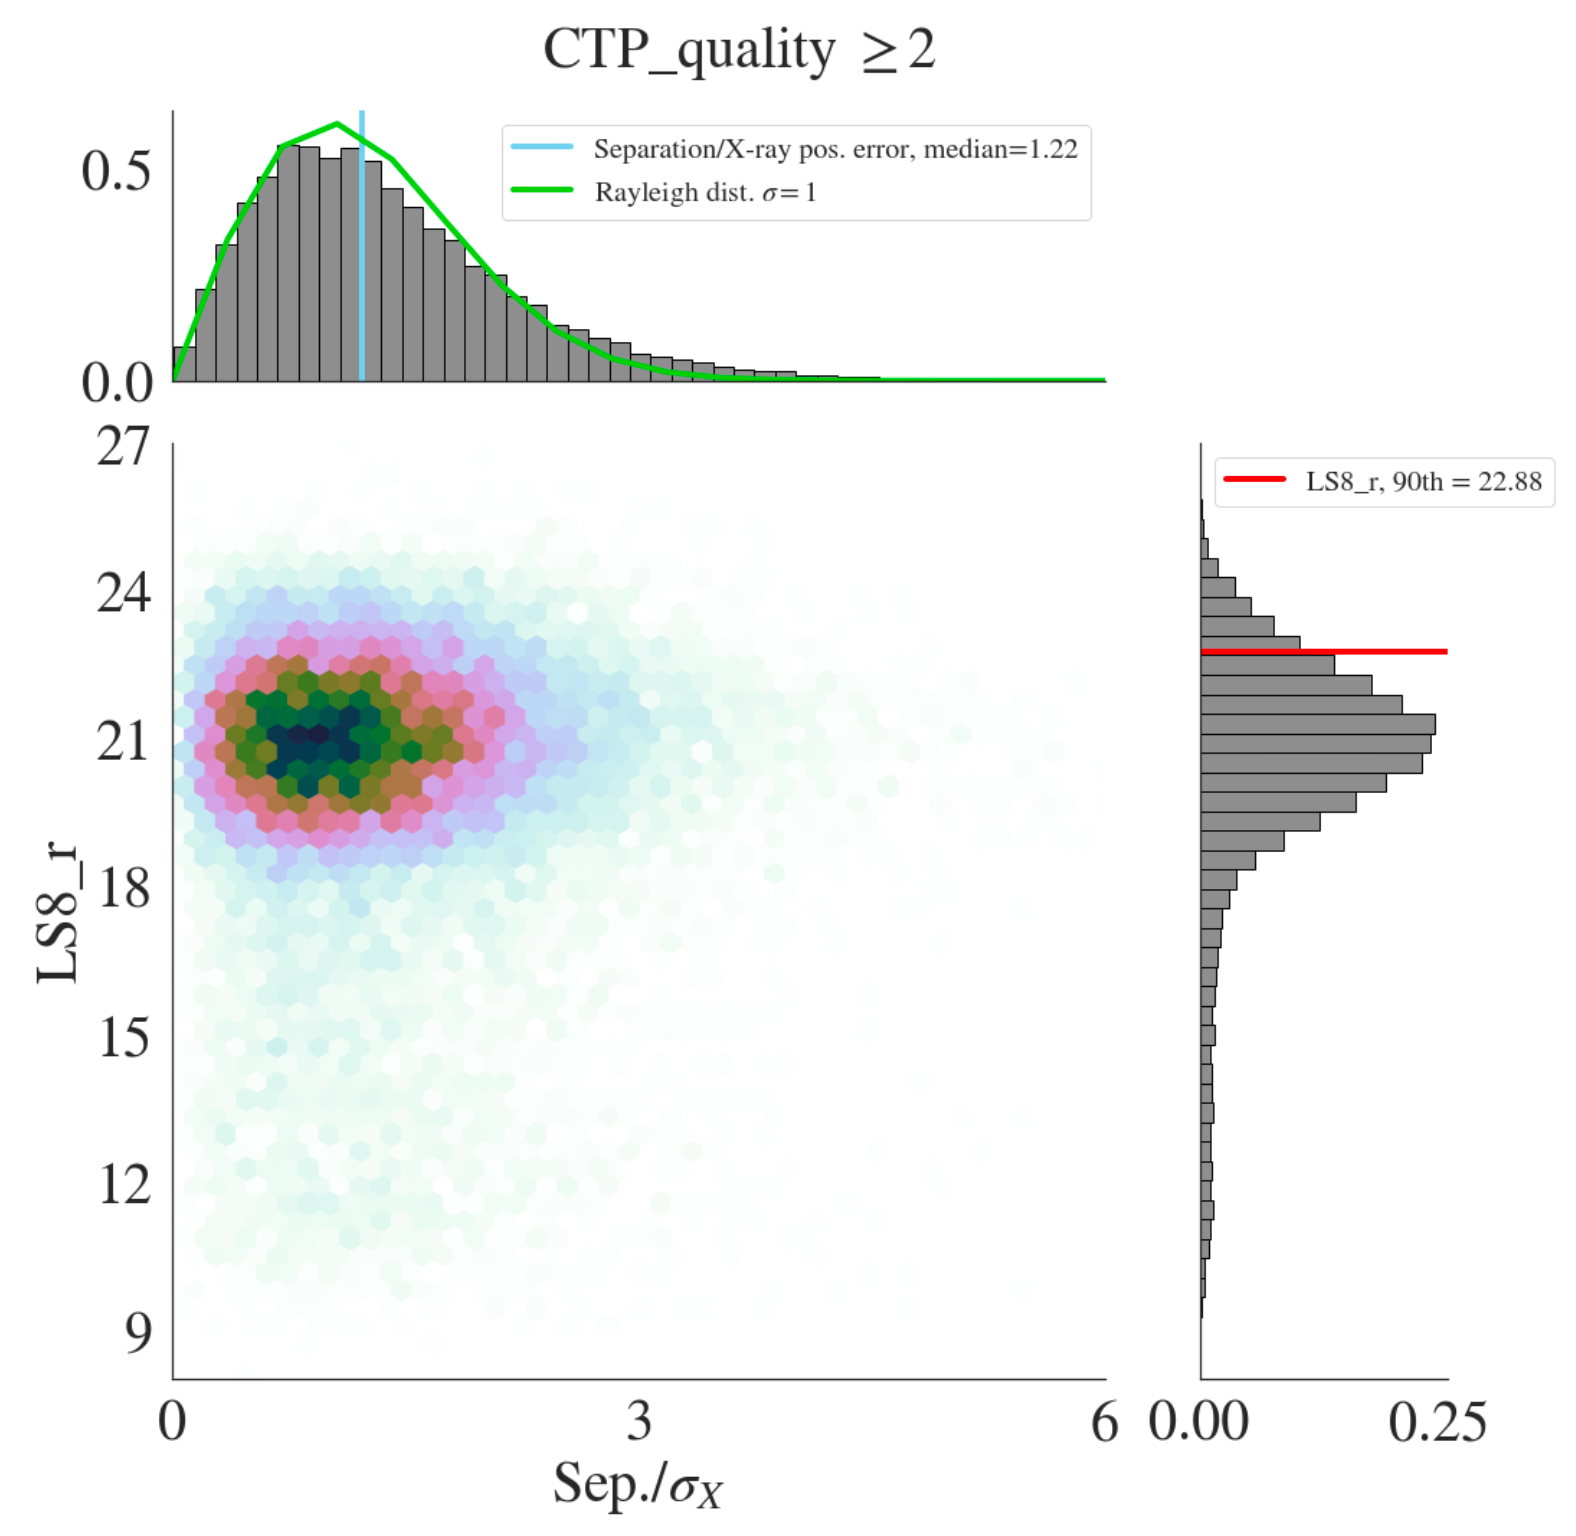 CTP_quality ≥2
0.5
0.0
Separation/X-ray pos. error, median=1.22
Rayleigh dist. σ=1
27
24
21
18
15
12
9
LS8_r
0
3
6
Sep./σ_X
LS8_r, 90th = 22.88
0.00
0.25